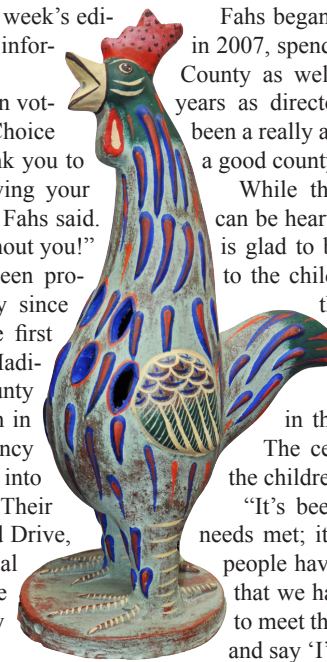 week's edi-
infor-
n vot-
Choice
nk you to
ving your
Fahs said.
hout you!"
een pro-
y since
e first
Madi-
unty
n in
ncy
into
Their
l Drive,
al
e
y
Fahs began
in 2007, spend
County as wel
years as directo
been a really a
a good county
While th
can be heart
is glad to b
to the chil
t
in th
The ce
the childre
"It's bee
needs met; it
people hav
that we ha
to meet th
and say 'I'